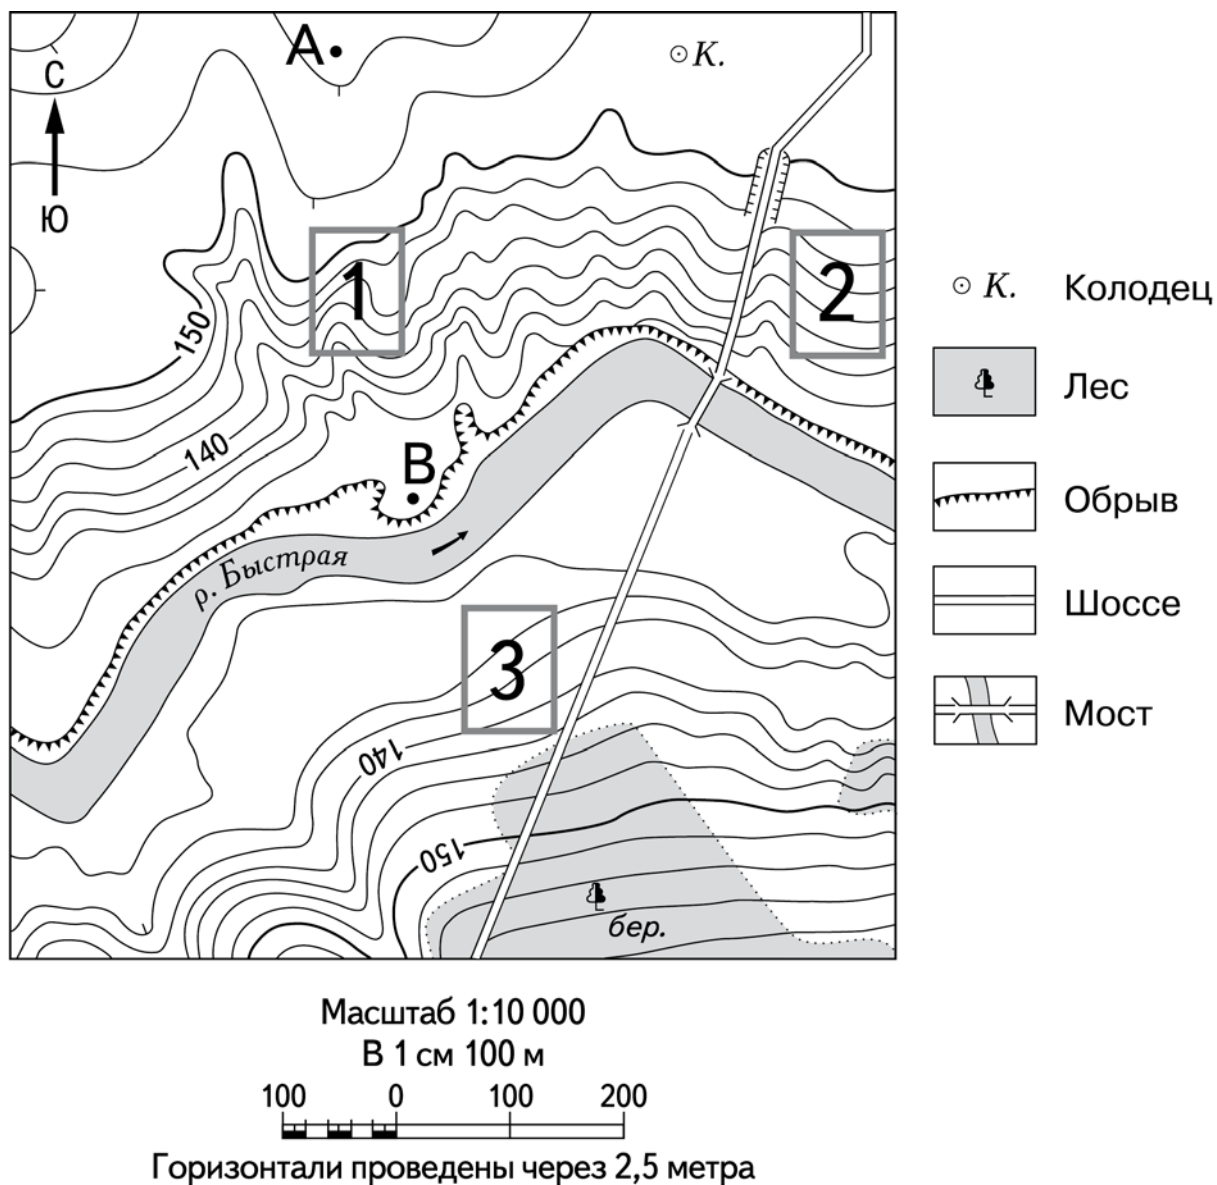 А
К.
С
Ю
1
2
150
140
В
р. Быстрая
3
140
150
бер.
К. Колодец
Лес
Обрыв
Шоссе
Мост
Масштаб 1:10 000
В 1 см 100 м
100 0 100 200
Горизонтали проведены через 2,5 метра